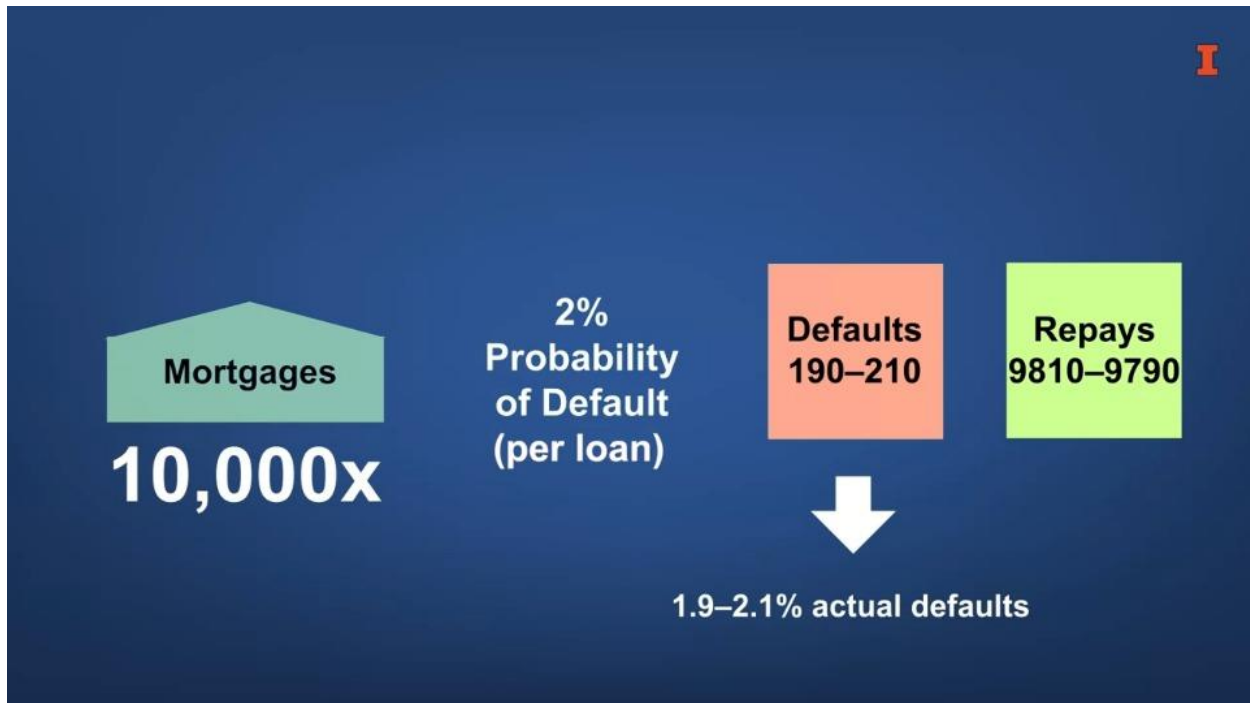 I
Mortgages
10,000x
2%
Probability
of Default
(per loan)
Defaults
190–210
Repays
9810–9790
1.9–2.1% actual defaults